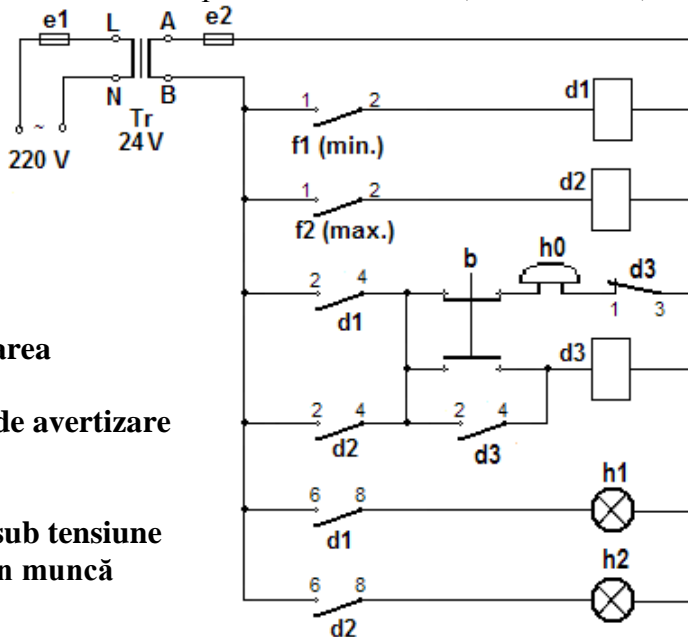 e1 L A e2
N B
Tr
24 V
220 V
1 2 d1
f1 (min.)
1 2 d2
f2 (max.)
b h0 d3
2 4 1 3
d1
d3
2 4 2 4
d2 d3
area
de avertizare
sub tensiune
n muncă
6 8 h1
d1
6 8 h2
d2